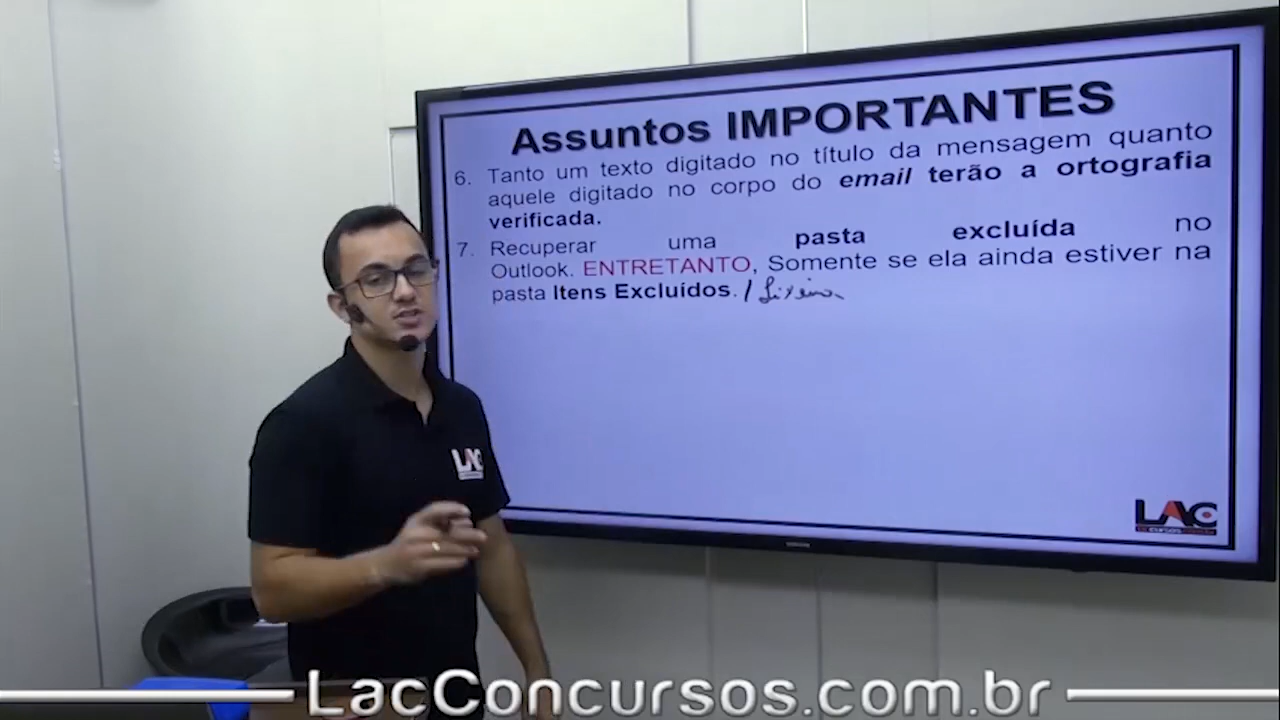 Assuntos IMPORTANTES
6. Tanto um texto digitado no título da mensagem quanto
aquele digitado no corpo do email terão a ortografia
verificada.
7. Recuperar uma pasta excluída no
Outlook. ENTRETANTO, Somente se ela ainda estiver na
pasta Itens Excluídos. / Lixeira
LAC
LAC
LacConcursos.com.br